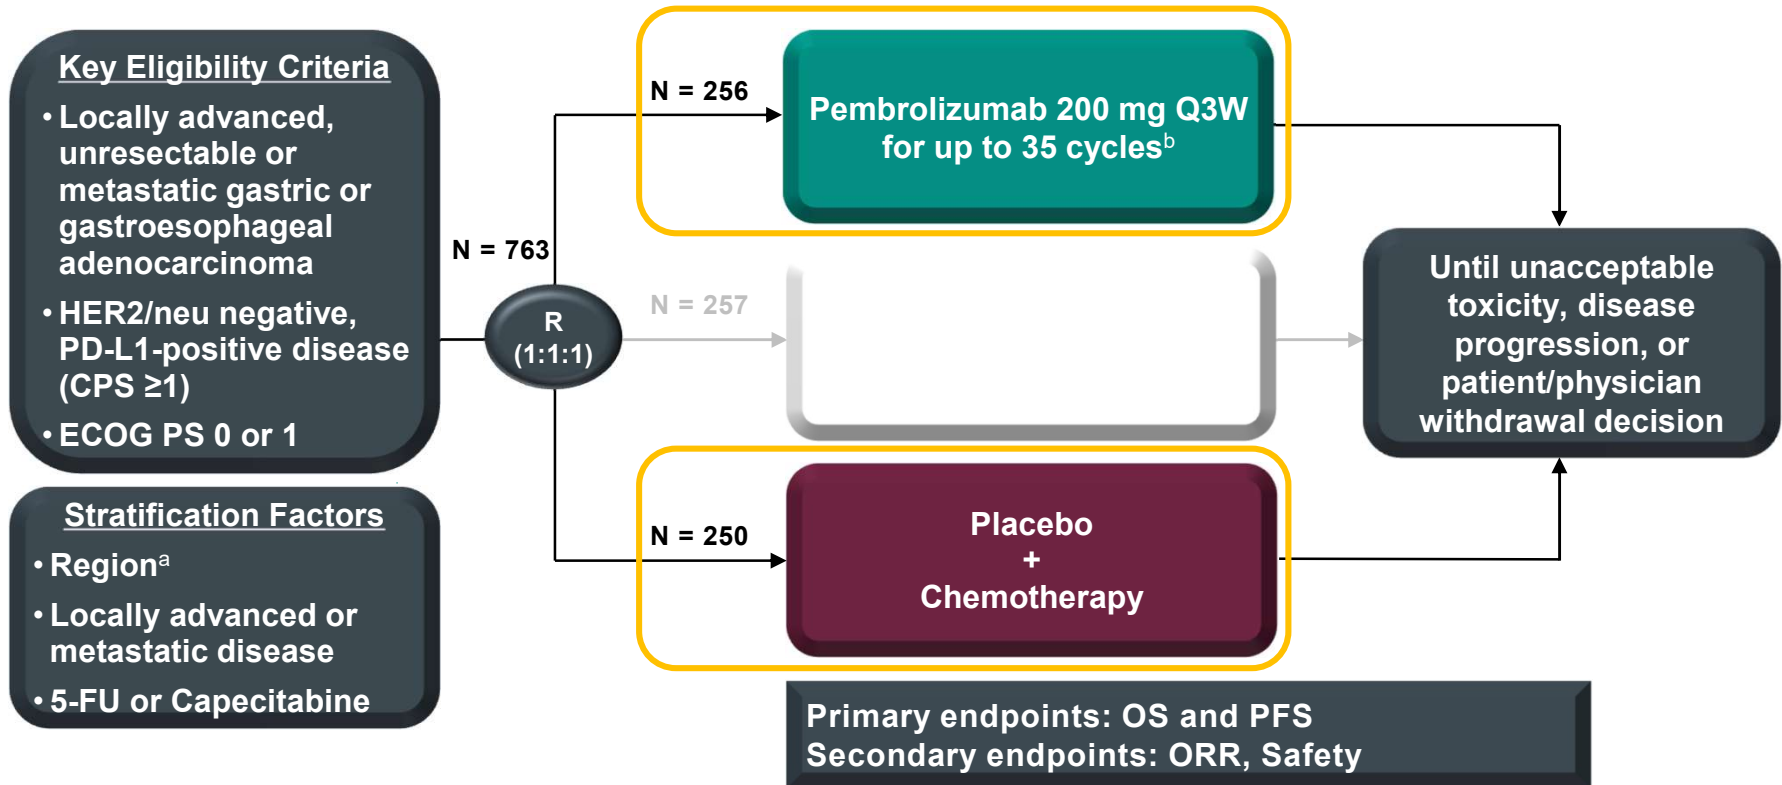 Key Eligibility Criteria
• Locally advanced,
unresectable or
metastatic gastric or
gastroesophageal
adenocarcinoma
• HER2/neu negative,
PD-L1-positive disease
(CPS ≥1)
• ECOG PS 0 or 1
Stratification Factors
• Regionᵃ
• Locally advanced or
metastatic disease
• 5-FU or Capecitabine
N = 763
R
(1:1:1)
N = 256
Pembrolizumab 200 mg Q3W
for up to 35 cyclesᵇ
N = 257
N = 250
Placebo
+
Chemotherapy
Until unacceptable
toxicity, disease
progression, or
patient/physician
withdrawal decision
Primary endpoints: OS and PFS
Secondary endpoints: ORR, Safety